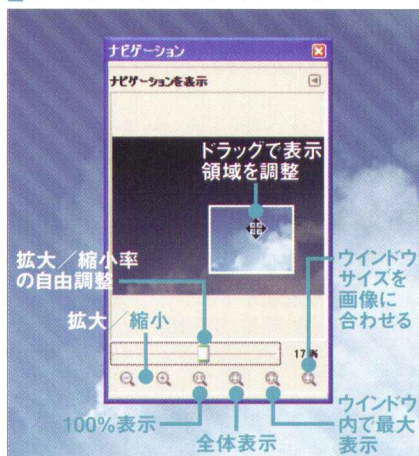 ナビゲーション
ナビゲーションを表示
ドラッグで表示
領域を調整
拡大／縮小率
の自由調整
ウインドウ
サイズを
画像に
合わせる
拡大／縮小
100%表示
全体表示
ウインドウ
内で最大
表示